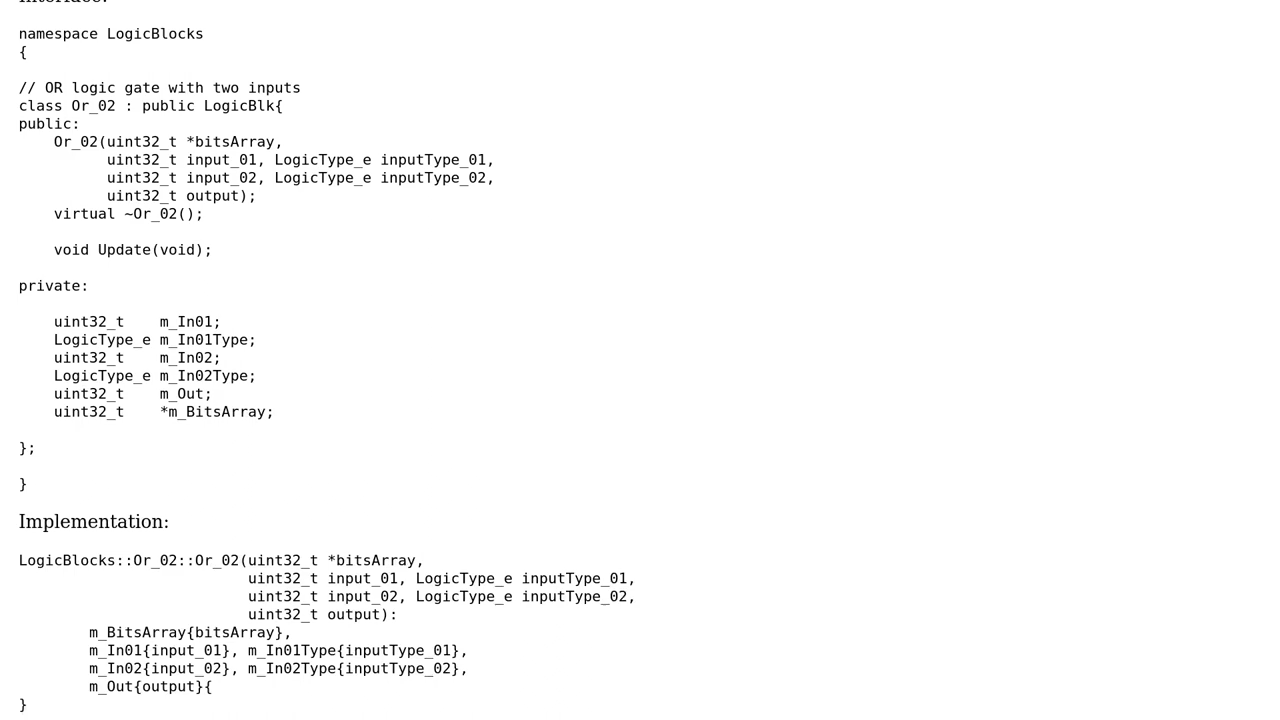 Interface:
namespace LogicBlocks
{
// OR logic gate with two inputs
class Or_02 : public LogicBlk{
public:
    Or_02(uint32_t *bitsArray,
          uint32_t input_01, LogicType_e inputType_01,
          uint32_t input_02, LogicType_e inputType_02,
          uint32_t output);
    virtual ~Or_02();
    void Update(void);
private:
    uint32_t    m_In01;
    LogicType_e m_In01Type;
    uint32_t    m_In02;
    LogicType_e m_In02Type;
    uint32_t    m_Out;
    uint32_t    *m_BitsArray;
};
}
Implementation:
LogicBlocks::Or_02::Or_02(uint32_t *bitsArray,
                          uint32_t input_01, LogicType_e inputType_01,
                          uint32_t input_02, LogicType_e inputType_02,
                          uint32_t output):
        m_BitsArray{bitsArray},
        m_In01{input_01}, m_In01Type{inputType_01},
        m_In02{input_02}, m_In02Type{inputType_02},
        m_Out{output}{
}